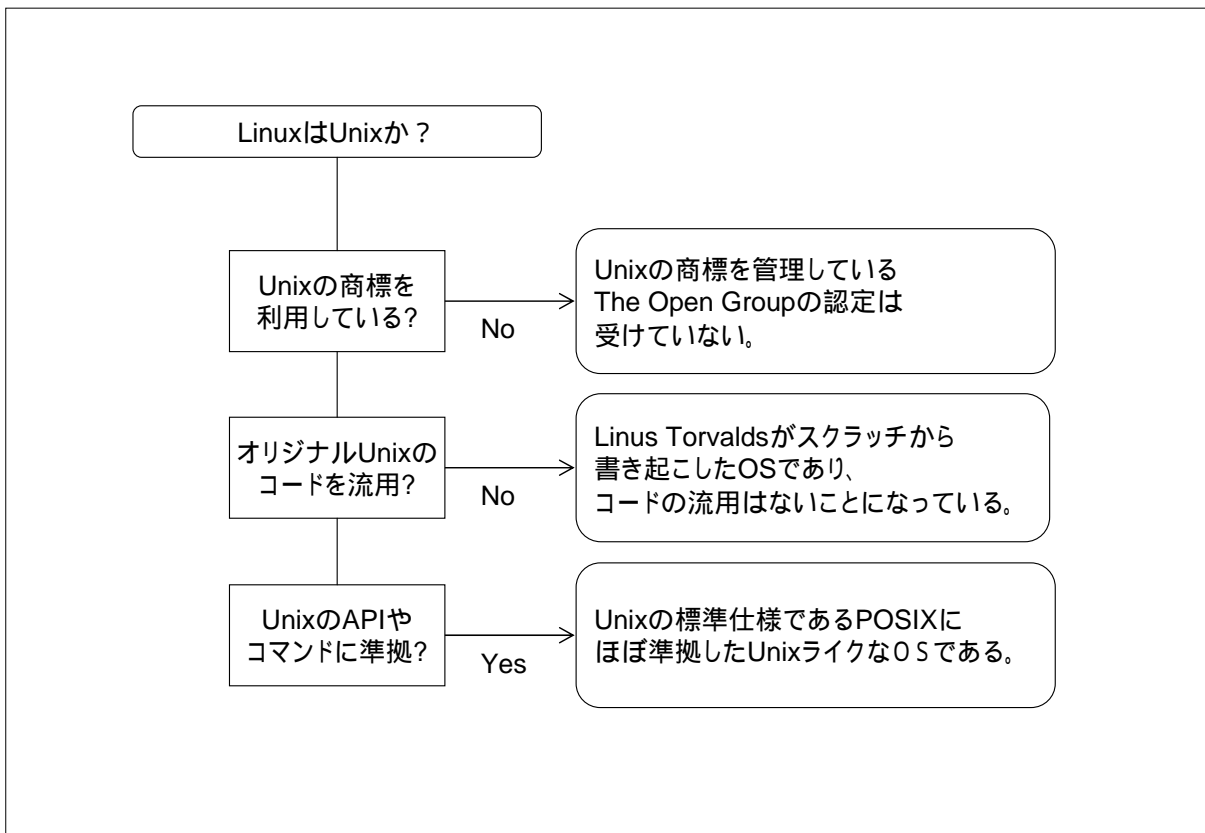 LinuxはUnixか？
Unixの商標を
利用している?
No
Unixの商標を管理している
The Open Groupの認定は
受けていない。
オリジナルUnixの
コードを流用?
No
Linus Torvaldsがスクラッチから
書き起こしたOSであり、
コードの流用はないことになっている。
UnixのAPIや
コマンドに準拠?
Yes
Unixの標準仕様であるPOSIXに
ほぼ準拠したUnixライクなＯＳである。